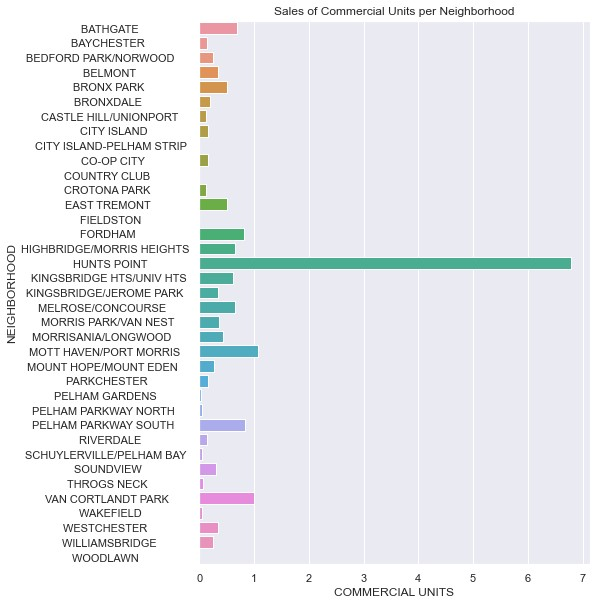 Sales of Commercial Units per Neighborhood
NEIGHBORHOOD
BATHGATE
BAYCHESTER
BEDFORD PARK/NORWOOD
BELMONT
BRONX PARK
BRONXDALE
CASTLE HILL/UNIONPORT
CITY ISLAND
CITY ISLAND-PELHAM STRIP
CO-OP CITY
COUNTRY CLUB
CROTONA PARK
EAST TREMONT
FIELDSTON
FORDHAM
HIGHBRIDGE/MORRIS HEIGHTS
HUNTS POINT
KINGSBRIDGE HTS/UNIV HTS
KINGSBRIDGE/JEROME PARK
MELROSE/CONCOURSE
MORRIS PARK/VAN NEST
MORRISANIA/LONGWOOD
MOTT HAVEN/PORT MORRIS
MOUNT HOPE/MOUNT EDEN
PARKCHESTER
PELHAM GARDENS
PELHAM PARKWAY NORTH
PELHAM PARKWAY SOUTH
RIVERDALE
SCHUYLERVILLE/PELHAM BAY
SOUNDVIEW
THROGS NECK
VAN CORTLANDT PARK
WAKEFIELD
WESTCHESTER
WILLIAMSBRIDGE
WOODLAWN
0 1 2 3 4 5 6 7
COMMERCIAL UNITS